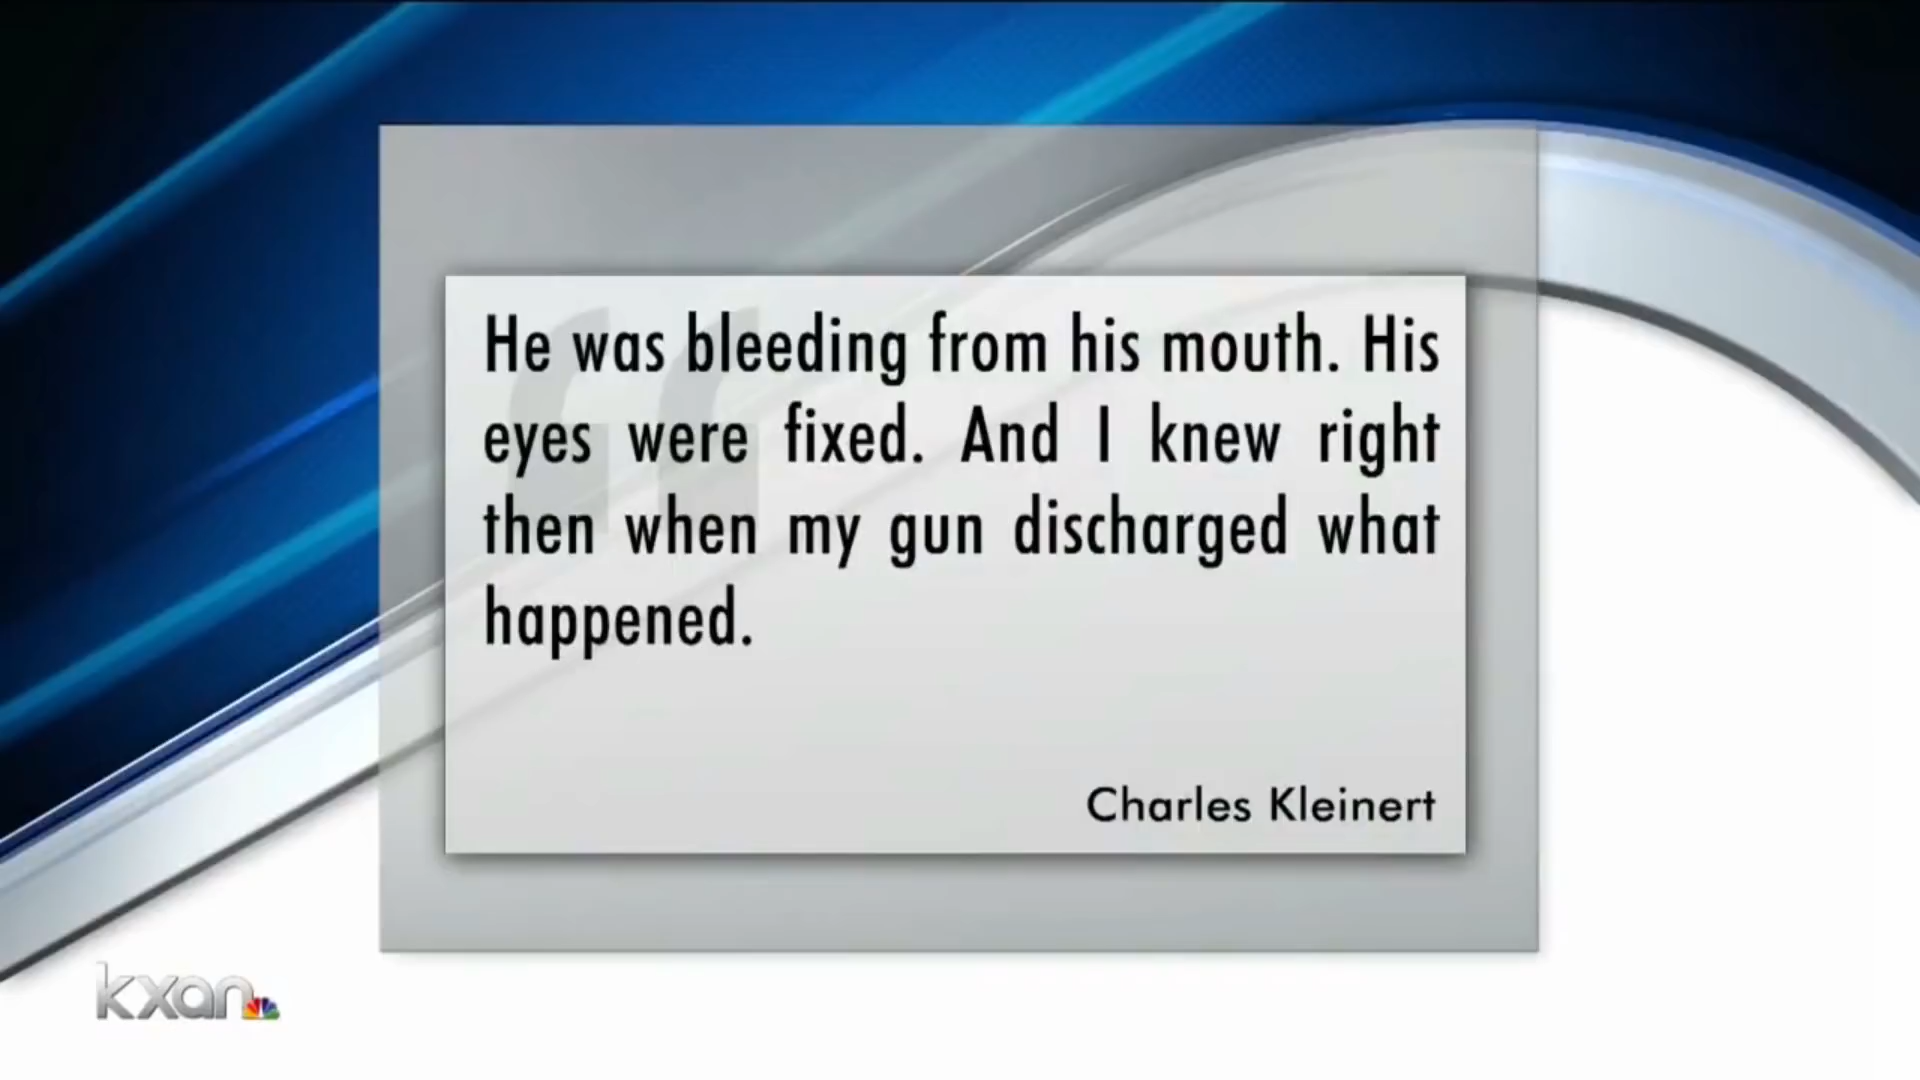 He was bleeding from his mouth. His
eyes were fixed. And I knew right
then when my gun discharged what
happened.
Charles Kleinert
kxan